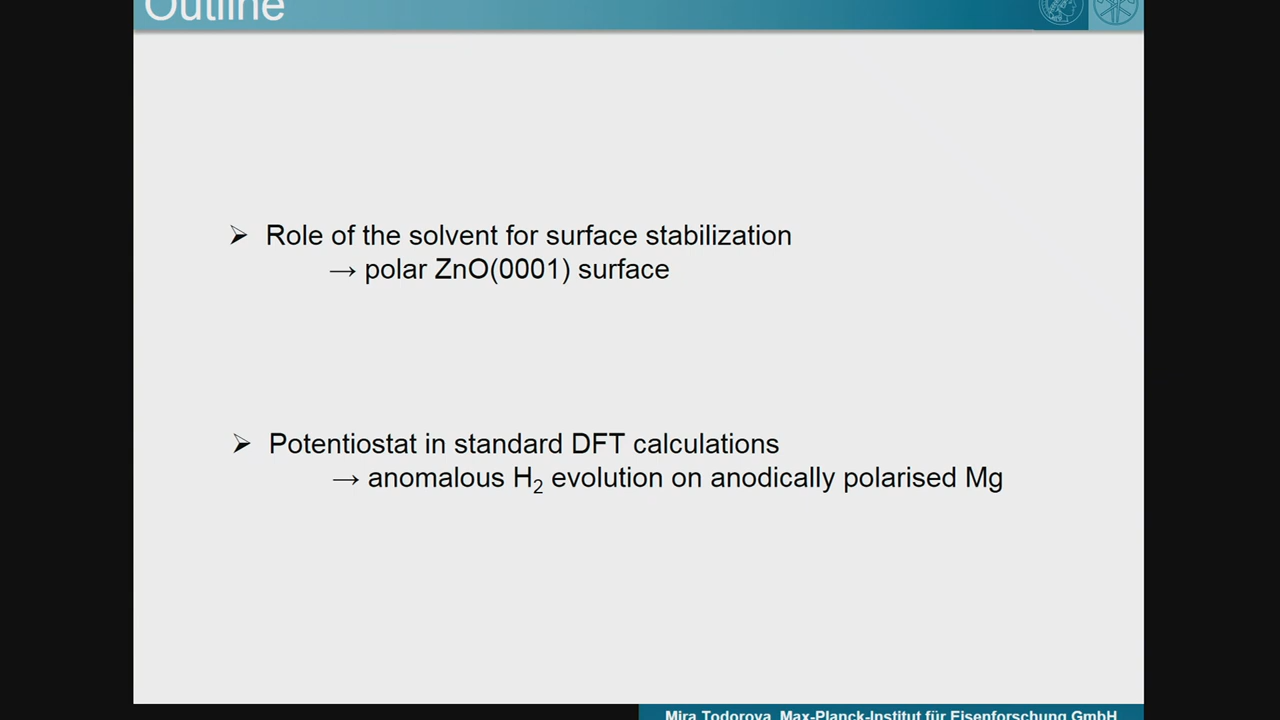 Outline
➢ Role of the solvent for surface stabilization
→ polar ZnO(0001) surface
➢ Potentiostat in standard DFT calculations
→ anomalous H₂ evolution on anodically polarised Mg
Mira Todorova, Max-Planck-Institut für Eisenforschung GmbH